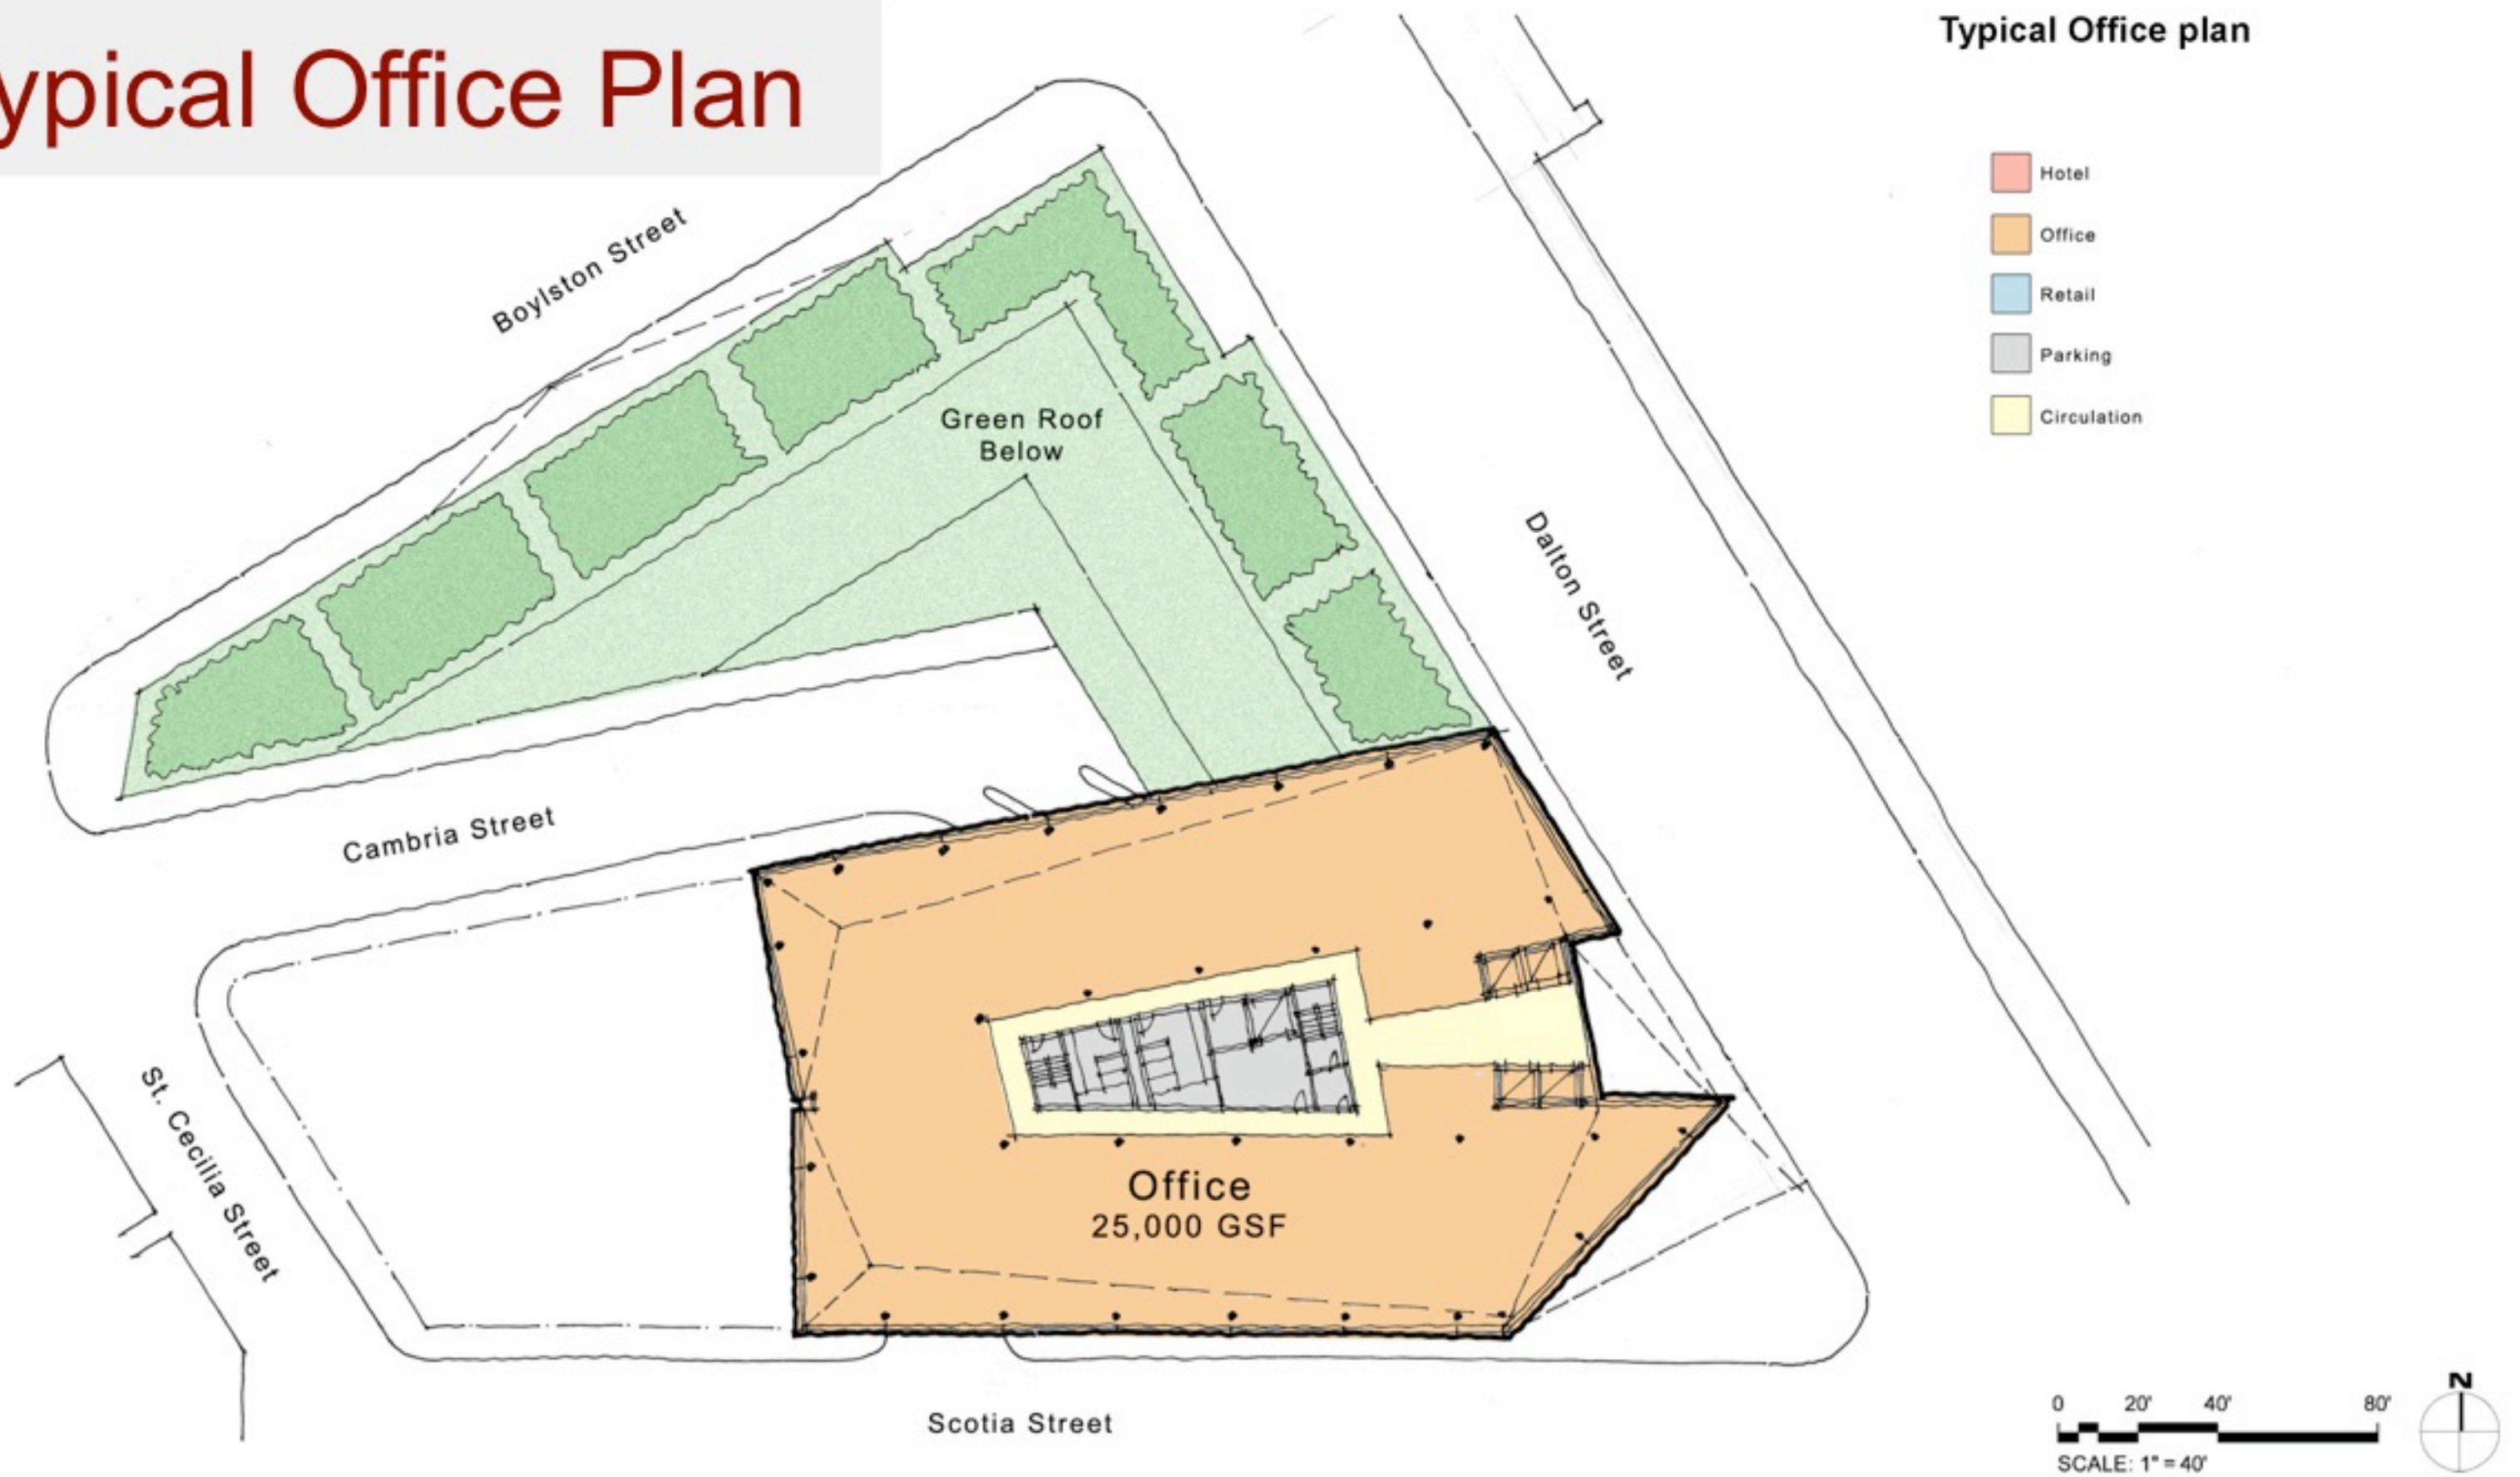 ypical Office Plan
Typical Office plan
Hotel
Office
Retail
Parking
Circulation
Boylston Street
Green Roof
Below
Dalton Street
Cambria Street
St. Cecilia Street
Office
25,000 GSF
Scotia Street
N
0 20' 40' 80'
SCALE: 1" = 40'